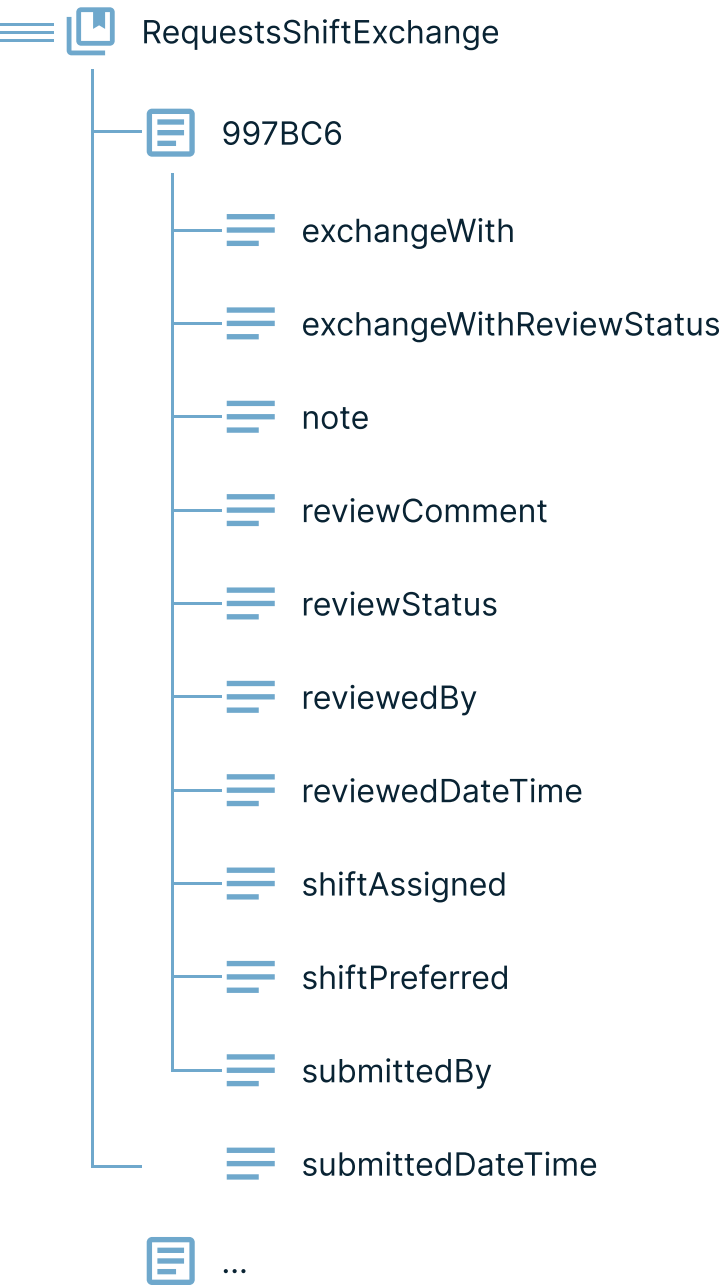 RequestsShiftExchange
997BC6
exchangeWith
exchangeWithReviewStatus
note
reviewComment
reviewStatus
reviewedBy
reviewedDateTime
shiftAssigned
shiftPreferred
submittedBy
submittedDateTime
...